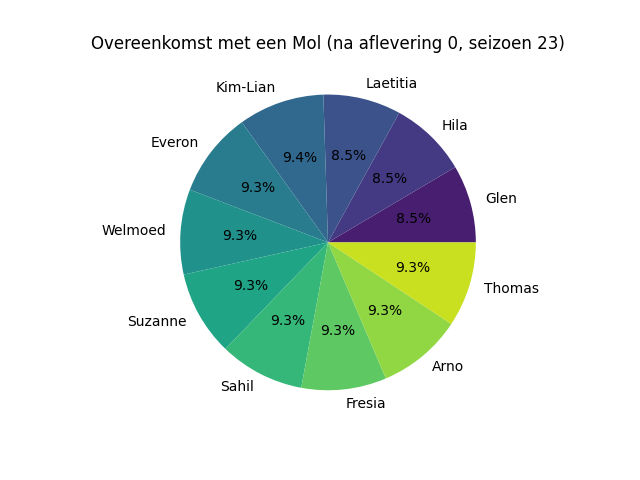 Overeenkomst met een Mol (na aflevering 0, seizoen 23)
Glen
8.5%
Hila
8.5%
Laetitia
8.5%
Kim-Lian
9.4%
Everon
9.3%
Welmoed
9.3%
Suzanne
9.3%
Sahil
9.3%
Fresia
9.3%
Arno
9.3%
Thomas
9.3%